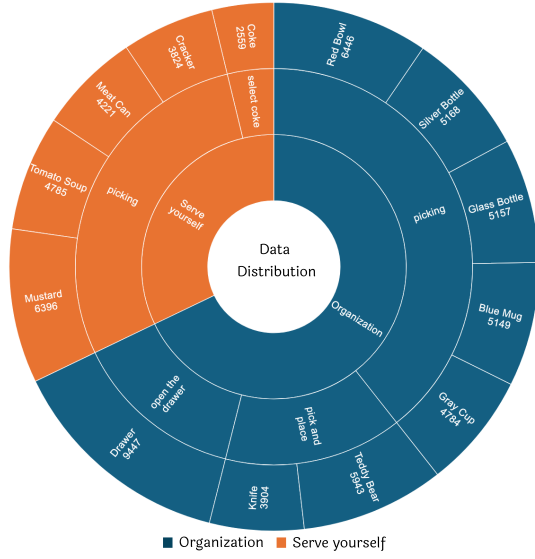 Data
Distribution
Organization
picking
Red Bowl
6446
Silver Bottle
5168
Glass Bottle
5157
Blue Mug
5149
Gray Cup
4784
pick and
place
Teddy Bear
5943
Knife
3904
open the
drawer
Drawer
9447
Serve
yourself
picking
Mustard
6396
Tomato Soup
4785
Meat Can
4221
Cracker
3824
select coke
Coke
2559
Organization
Serve yourself